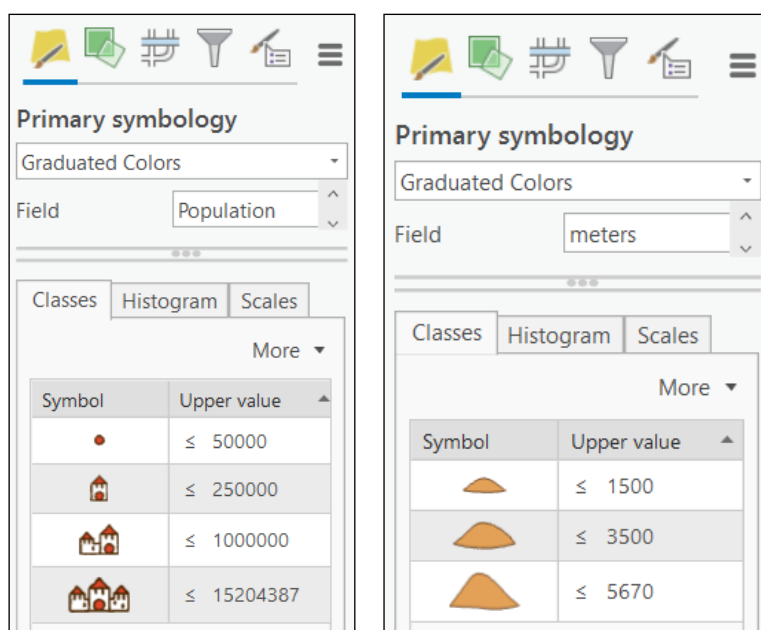 Primary symbology
Graduated Colors
Field Population
Classes Histogram Scales
More
Symbol Upper value
≤ 50000
≤ 250000
≤ 1000000
≤ 15204387
Primary symbology
Graduated Colors
Field meters
Classes Histogram Scales
More
Symbol Upper value
≤ 1500
≤ 3500
≤ 5670